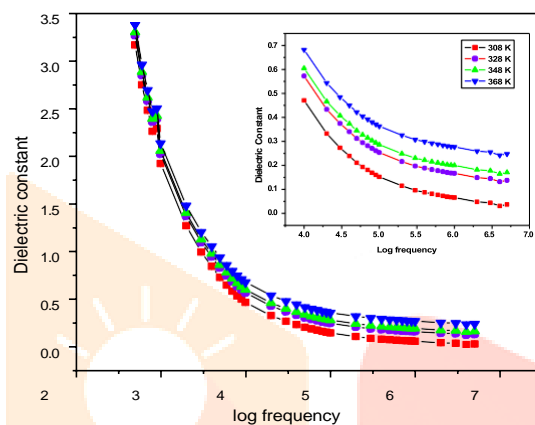 Dielectric constant
3.5
3.0
2.5
2.0
1.5
1.0
0.5
0.0
2 3 4 5 6 7
log frequency
Dielectric Constant
0.7
0.6
0.5
0.4
0.3
0.2
0.1
0.0
4.0 4.5 5.0 5.5 6.0 6.5 7.0
Log frequency
308 K
328 K
348 K
368 K